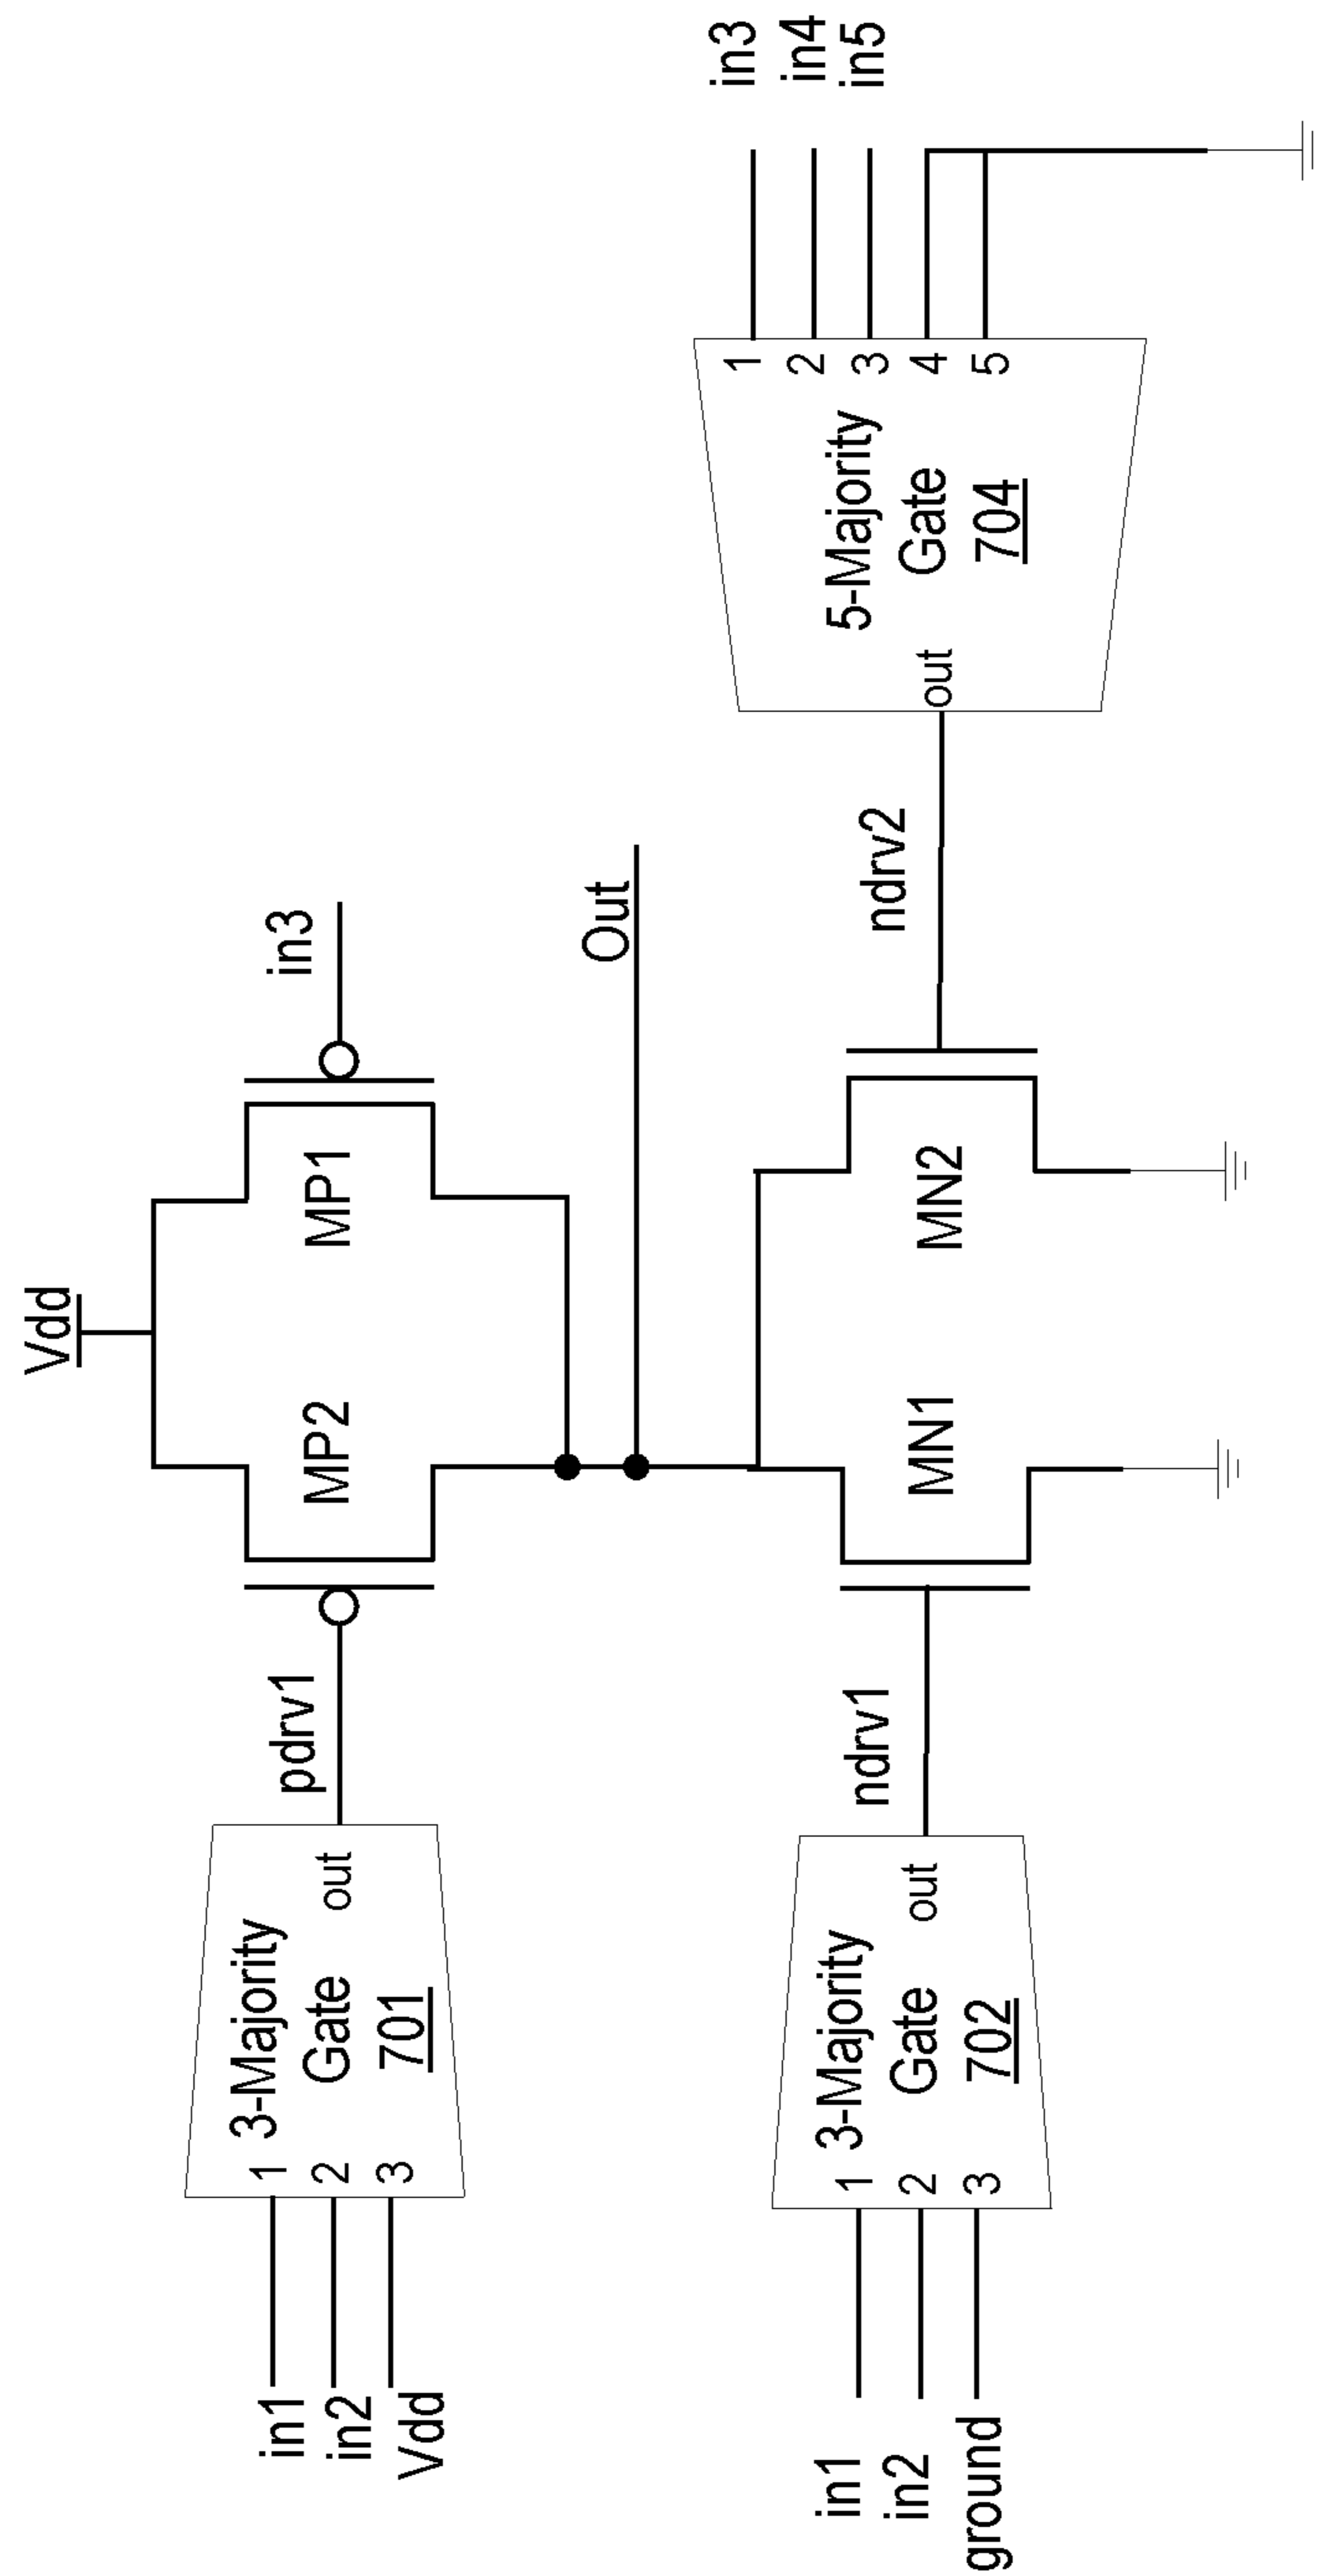 Vdd
in3
MP1
MP2
pdrv1
3-Majority
Gate
701
out
1
2
3
in1
in2
Vdd
Out
in3
in4
in5
1
2
3
4
5
5-Majority
Gate
704
out
ndrv2
MN2
MN1
ndrv1
3-Majority
Gate
702
out
1
2
3
in1
in2
ground